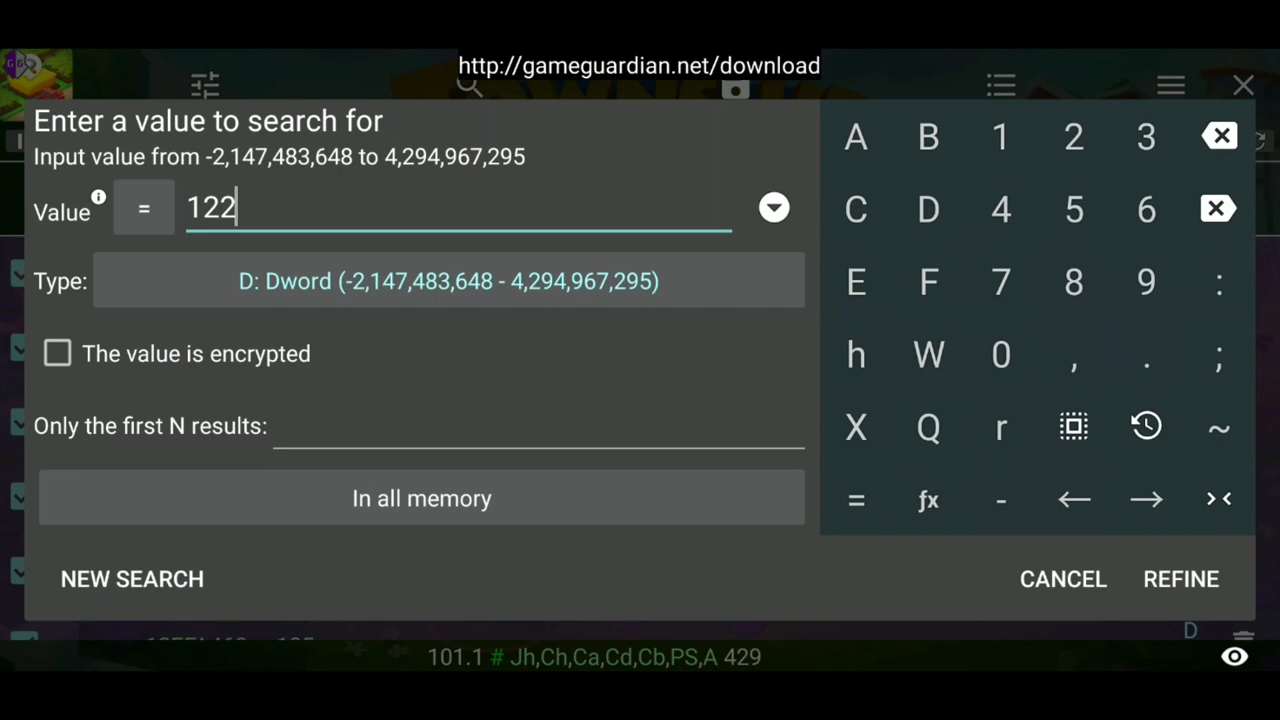 http://gameguardian.net/download
Enter a value to search for
Input value from -2,147,483,648 to 4,294,967,295
Value i = 122
Type: D: Dword (-2,147,483,648 - 4,294,967,295)
The value is encrypted
Only the first N results:
In all memory
NEW SEARCH CANCEL REFINE
A B 1 2 3
C D 4 5 6
E F 7 8 9 :
h W 0 , . ;
X Q r ~
= ƒx - ← → ><
D
101.1 # Jh,Ch,Ca,Cd,Cb,PS,A 429